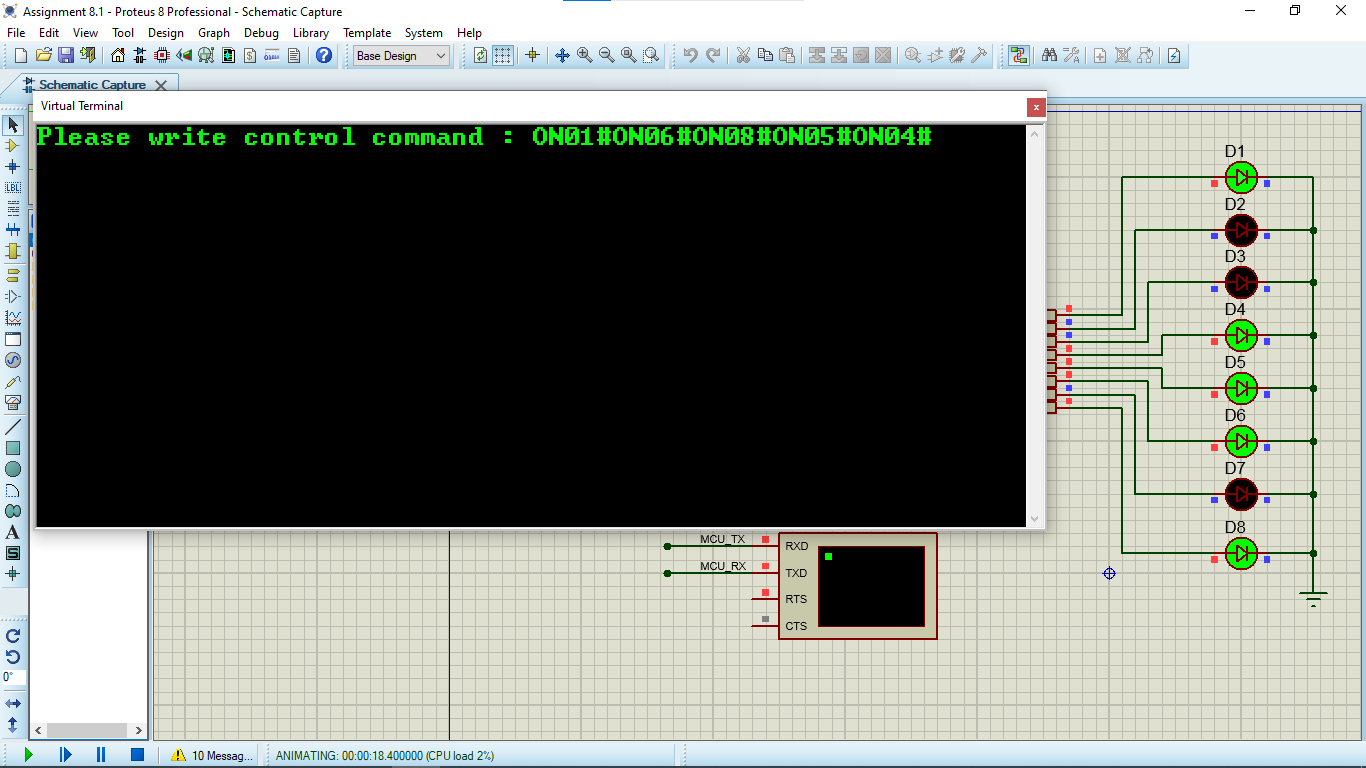 Assignment 8.1 - Proteus 8 Professional - Schematic Capture
File Edit View Tool Design Graph Debug Library Template System Help
Base Design
Schematic Capture
Virtual Terminal
Please write control command : ON01#ON06#ON08#ON05#ON04#
D1
D2
D3
D4
D5
D6
D7
D8
MCU_TX RXD
MCU_RX TXD
RTS
CTS
LBL
A
S
0°
10 Messag...
ANIMATING: 00:00:18.400000 (CPU load 2%)